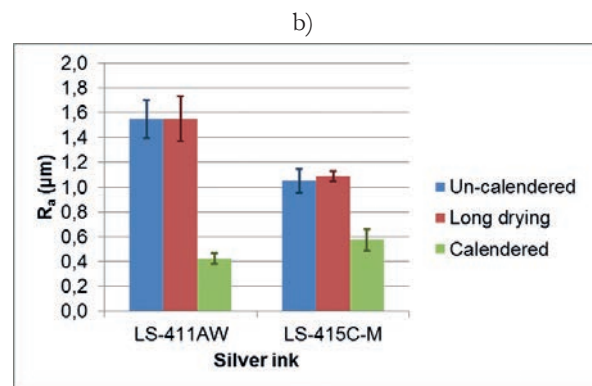 b)
2,0
1,8
1,6
1,4
1,2
1,0
0,8
0,6
0,4
0,2
0,0
Ra (µm)
LS-411AW LS-415C-M
Silver ink
Un-calendered
Long drying
Calendered